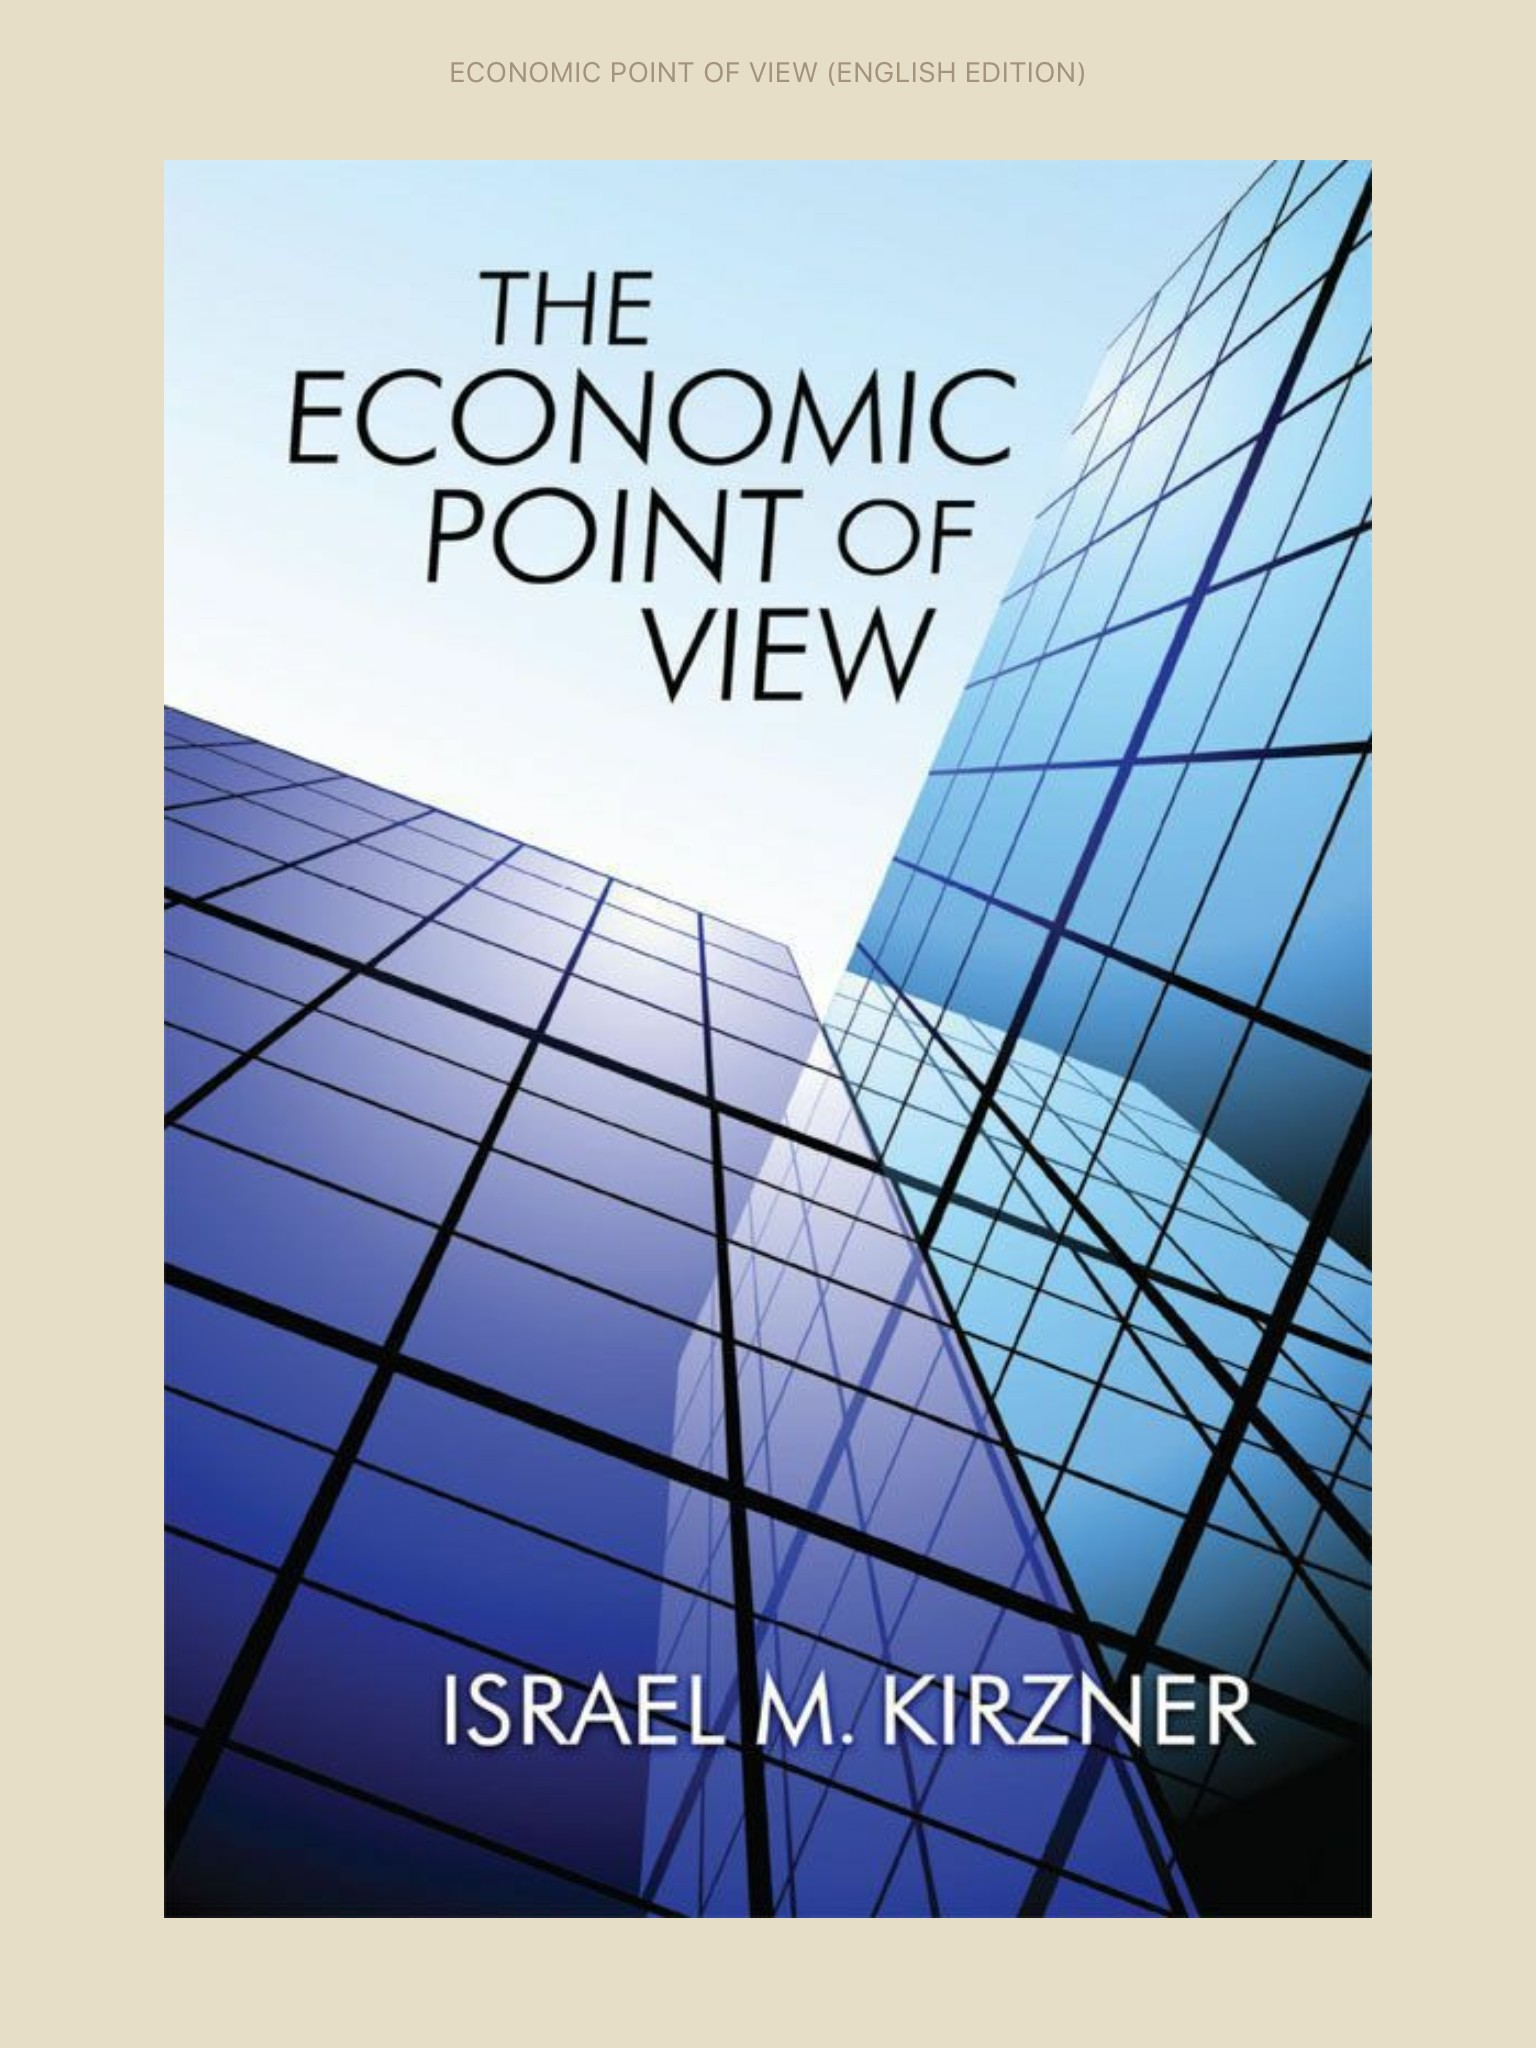 ECONOMIC POINT OF VIEW (ENGLISH EDITION)
THE
ECONOMIC
POINT OF
VIEW
ISRAEL M. KIRZNER